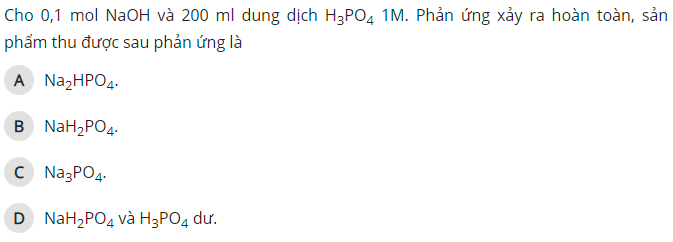 Cho 0,1 mol NaOH và 200 ml dung dịch H₃PO₄ 1M. Phản ứng xảy ra hoàn toàn, sản
phẩm thu được sau phản ứng là
A Na₂HPO₄.
B NaH₂PO₄.
C Na₃PO₄.
D NaH₂PO₄ và H₃PO₄ dư.